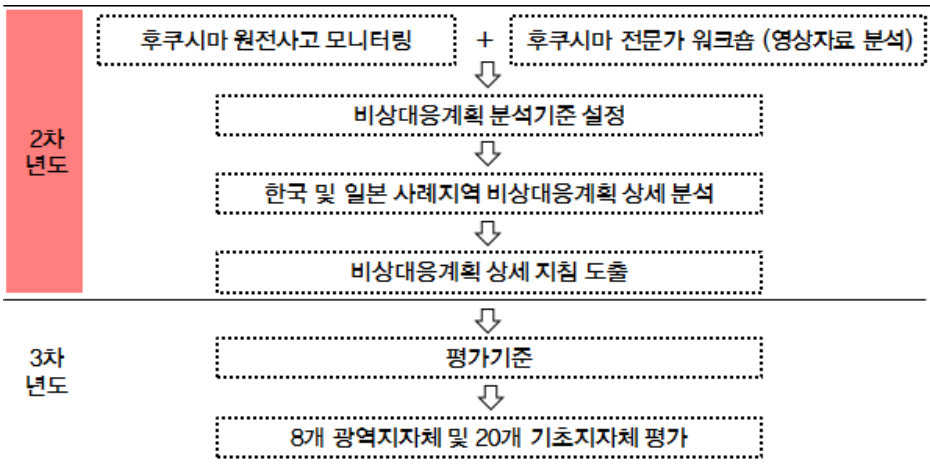 후쿠시마 원전사고 모니터링 + 후쿠시마 전문가 워크숍 (영상자료 분석)
비상대응계획 분석기준 설정
2차
년도
한국 및 일본 사례지역 비상대응계획 상세 분석
비상대응계획 상세 지침 도출
3차
년도
평가기준
8개 광역지자체 및 20개 기초지자체 평가